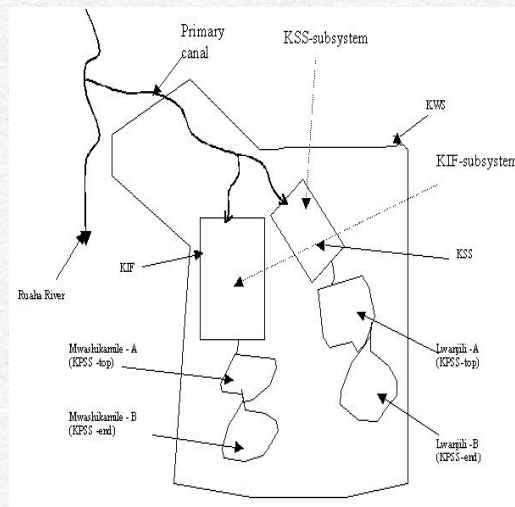 Primary
canal
KSS-subsystem
KWS
KIF-subsystem
KIF
KSS
Ruaha River
Mwashikamile - A
(KPSS -top)
Lwanjili -A
(KPSS -top)
Mwashikamile - B
(KPSS -end)
Lwanjili -B
(KPSS -end)